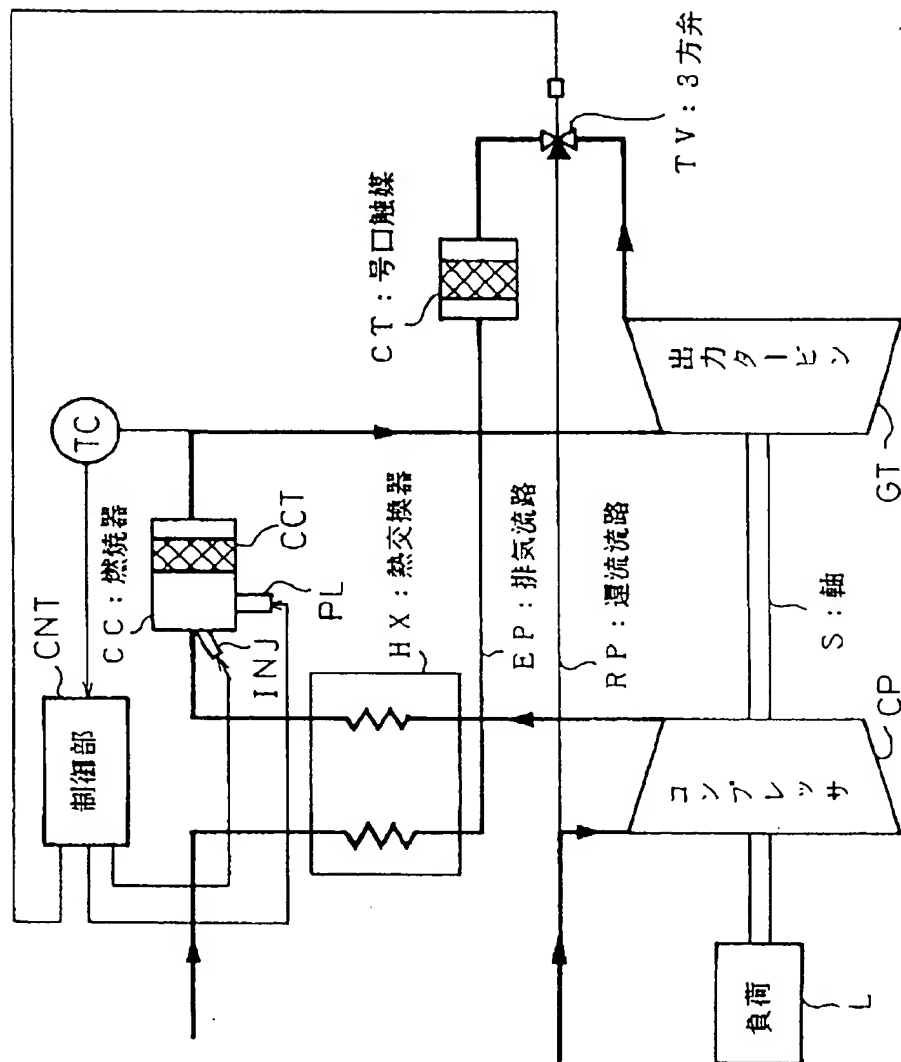 TC
CNT
制御部
CC：燃焼器
CCT
PL
INJ
HX：熱交換器
CT：号口触媒
TV：3方弁
EP：排気流路
RP：還流流路
出力タービン
GT
S：軸
コンプレッサ
CP
負荷
L